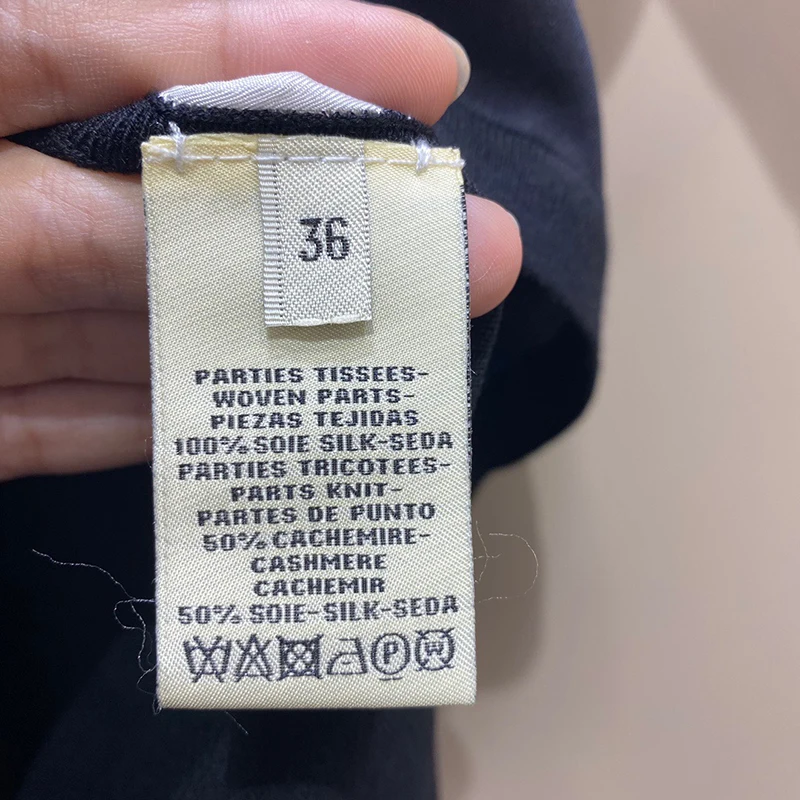 36
PARTIES TISSEES-
WOVEN PARTS-
PIEZAS TEJIDAS
100% SOIE SILK-SEDA
PARTIES TRICOTEES-
PARTS KNIT-
PARTES DE PUNTO
50% CACHEMIRE-
CASHMERE
CACHEMIR
50% SOIE-SILK-SEDA
P W